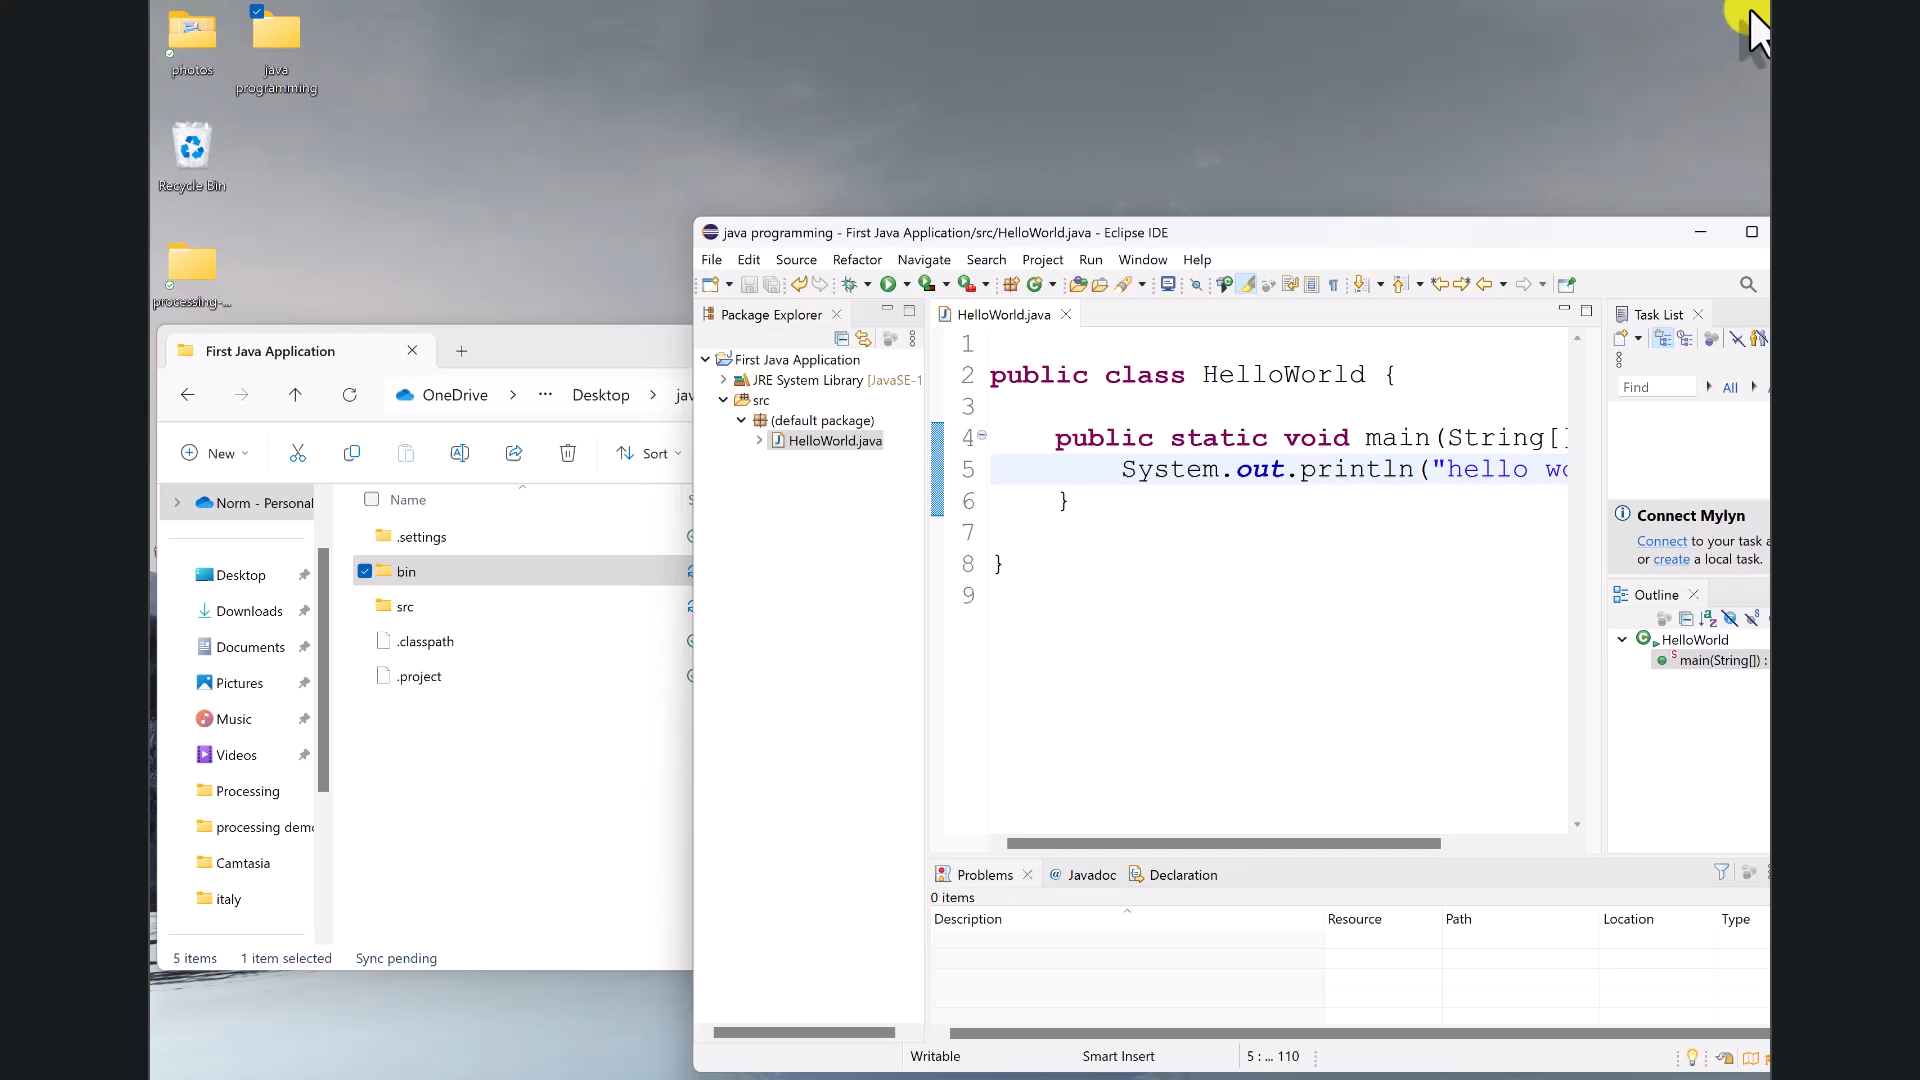 photos
java
programming
Recycle Bin
processing-...
First Java Application
OneDrive
Desktop
New
Sort
Norm - Personal
Desktop
Downloads
Documents
Pictures
Music
Videos
Processing
processing
Camtasia
italy
Name
.settings
bin
src
.classpath
.project
5 items
1 item selected
Sync pending
java programming - First Java Application/src/HelloWorld.java - Eclipse IDE
File Edit Source Refactor Navigate Search Project Run Window Help
Package Explorer
First Java Application
JRE System Library [JavaSE-1
src
(default package)
HelloWorld.java
HelloWorld.java
1
2 public class HelloWorld {
3
4 public static void main(String[]
5 System.out.println("hello
6 }
7
8 }
9
Task List
Find
All
Connect Mylyn
Connect to your task
or create a local task.
Outline
HelloWorld
S main(String[]) :
Problems
@ Javadoc
Declaration
0 items
Description Resource Path Location Type
Writable
Smart Insert
5 : ... 110